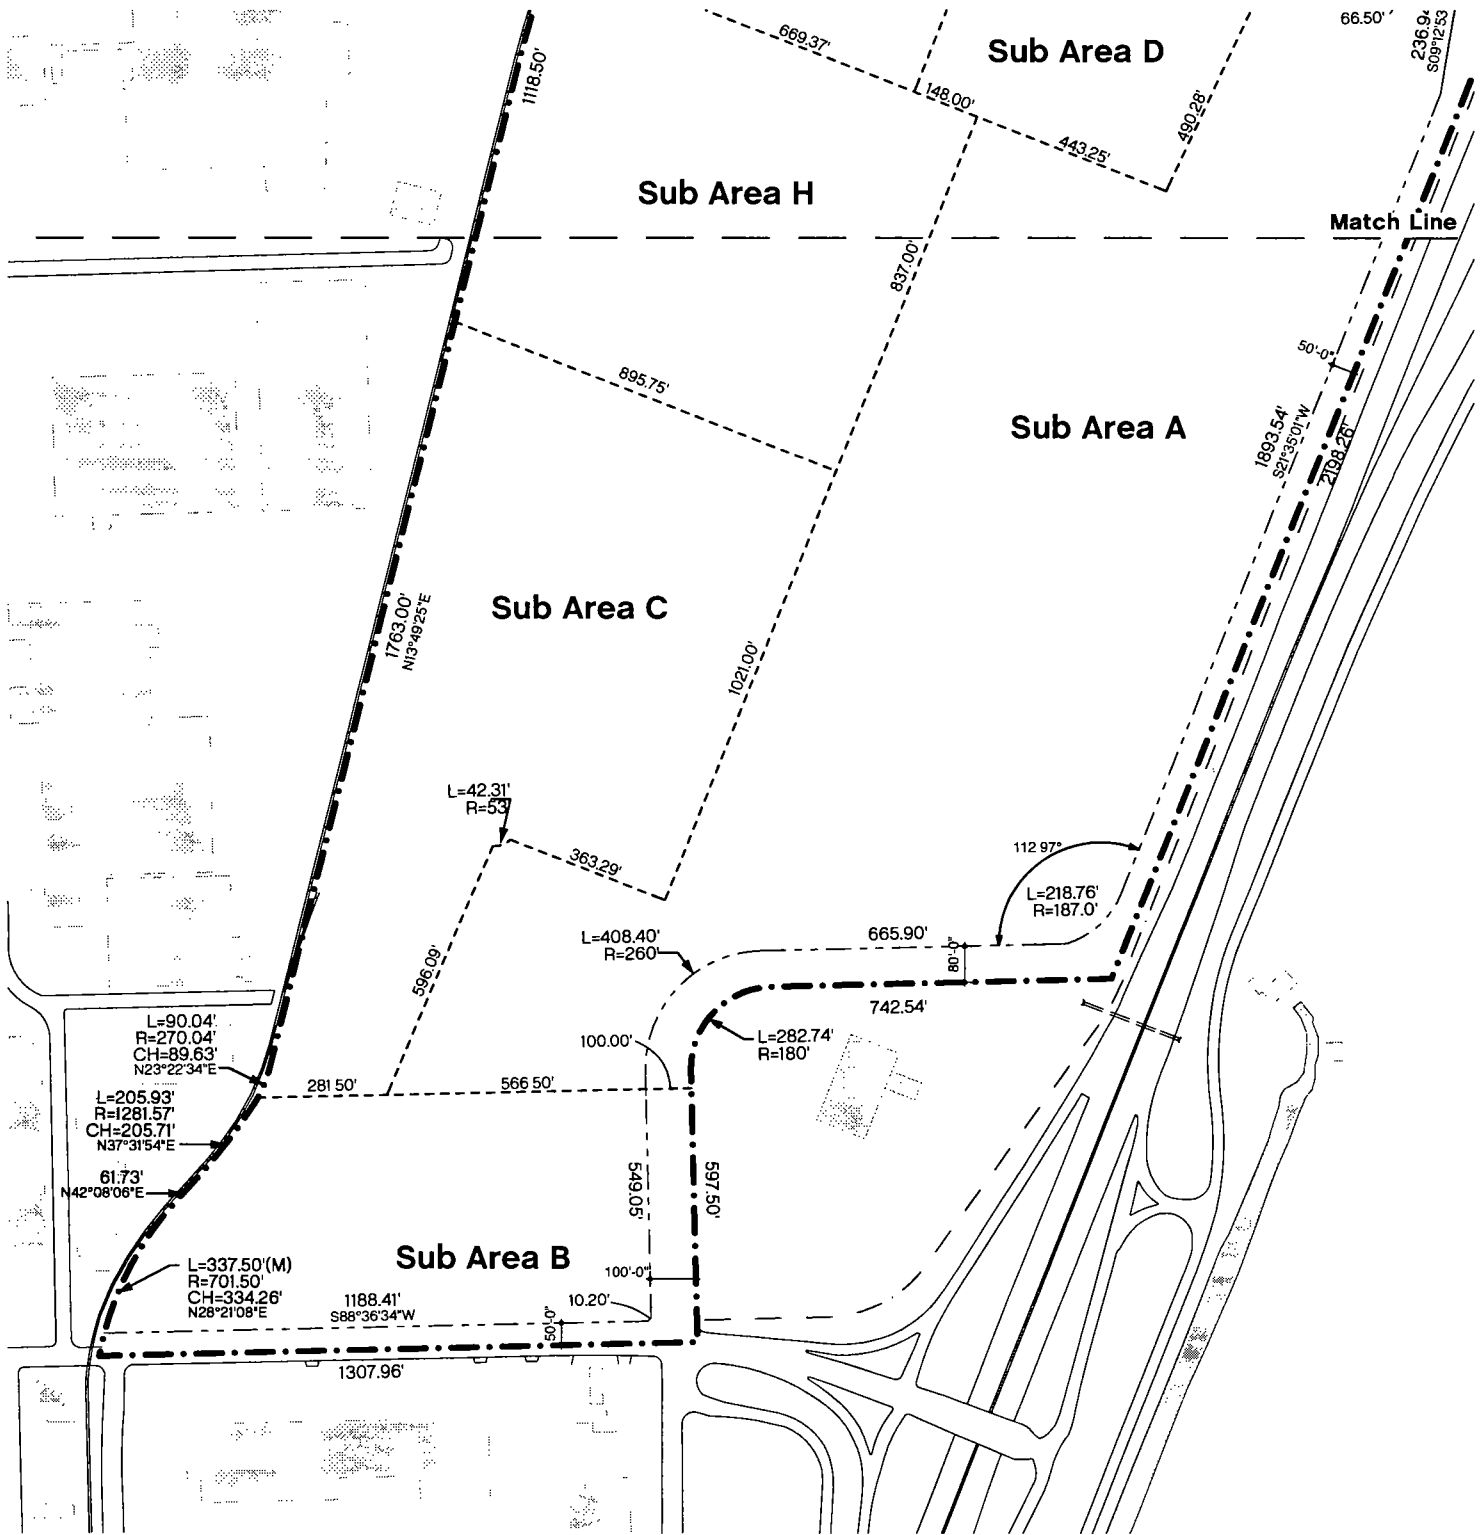 66.50'
236.94
S09°12'53
669.37'
Sub Area D
1118.50'
148.00'
490.28'
443.25'
Sub Area H
Match Line
837.00'
50'-0"
895.75'
Sub Area A
1893.54'
S21°35'01"W
2198.26'
1763.00'
N13°49'25"E
Sub Area C
1021.00'
L=42.31'
R=53'
363.29'
112 97°
L=218.76'
R=187.0'
L=408.40'
R=260'
665.90'
80'-0"
596.09'
742.54'
L=90.04'
R=270.04'
CH=89.63'
N23°22'34"E
L=282.74'
R=180'
100.00'
281 50'
566 50'
L=205.93'
R=1281.57'
CH=205.71'
N37°31'54"E
61.73'
N42°08'06"E
549.05'
597.50'
Sub Area B
L=337.50'(M)
R=701.50'
CH=334.26'
N28°21'08"E
100'-0"
1188.41'
S88°36'34"W
10.20'
50'-0"
1307.96'